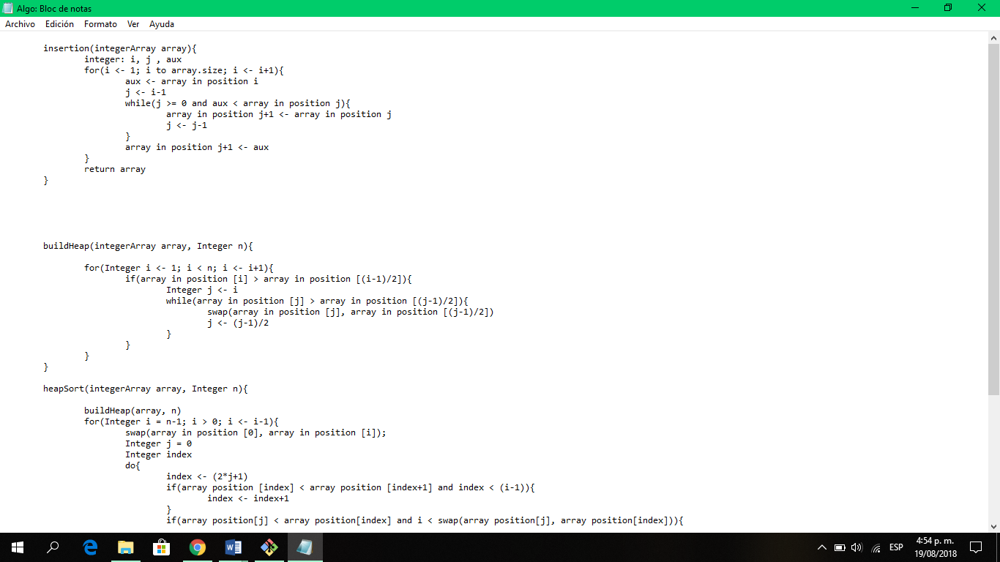 Algo: Bloc de notas
Archivo Edición Formato Ver Ayuda
insertion(integerArray array){
integer: i, j , aux
for(i <- 1; i to array.size; i <- i+1){
aux <- array in position i
j <- i-1
while(j >= 0 and aux < array in position j){
array in position j+1 <- array in position j
j <- j-1
}
array in position j+1 <- aux
}
return array
}
buildHeap(integerArray array, Integer n){
for(Integer i <- 1; i < n; i <- i+1){
if(array in position [i] > array in position [(i-1)/2]){
Integer j <- i
while(array in position [j] > array in position [(j-1)/2]){
swap(array in position [j], array in position [(j-1)/2])
j <- (j-1)/2
}
}
}
}
heapSort(integerArray array, Integer n){
buildHeap(array, n)
for(Integer i = n-1; i > 0; i <- i-1){
swap(array in position [0], array in position [i]);
Integer j = 0
Integer index
do{
index <- (2*j+1)
if(array position [index] < array position [index+1] and index < (i-1)){
index <- index+1
}
if(array position[j] < array position[index] and i < swap(array position[j], array position[index])){
ESP
4:54 p. m.
19/08/2018